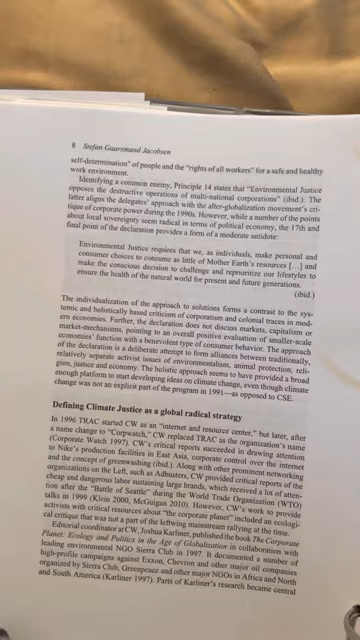 8 Stefan Gaarsmand Jacobsen
self-determination" of people and the "rights of all workers" for a safe and healthy
work environment.
Identifying a common enemy, Principle 14 states that "Environmental Justice
opposes the destructive operations of multi-national corporations" (ibid.). The
latter aligns the delegates' approach with the alter-globalization movement's cri-
tique of corporate power during the 1990s. However, while a number of the points
about local sovereignty seem radical in terms of political economy, the 17th and
final point of the declaration provides a form of a moderate antidote:
Environmental Justice requires that we, as individuals, make personal and
consumer choices to consume as little of Mother Earth's resources [...] and
make the conscious decision to challenge and reprioritize our lifestyles to
ensure the health of the natural world for present and future generations.
(ibid.)
The individualization of the approach to solutions forms a contrast to the sys-
temic and holistically based criticism of corporatism and colonial traces in mod-
ern economies. Further, the declaration does not discuss markets, capitalism or
market-mechanisms, pointing to an overall positive evaluation of smaller-scale
economies' function with a benevolent type of consumer behavior. The approach
of the declaration is a deliberate attempt to form alliances between traditionally,
relatively separate activist issues of environmentalism, animal protection, reli-
gion, justice and economy. The holistic approach seems to have provided a broad
enough platform to start developing ideas on climate change, even though climate
change was not an explicit part of the program in 1991—as opposed to CSE.
Defining Climate Justice as a global radical strategy
In 1996 TRAC started CW as an "internet and resource center," but later, after
a name change to "Corpwatch," CW replaced TRAC as the organization's name
(Corporate Watch 1997). CW's critical reports succeeded in drawing attention
to Nike's production facilities in East Asia, corporate control over the internet
and the concept of greenwashing (ibid.). Along with other prominent networking
organizations on the Left, such as Adbusters, CW provided critical reports of the
cheap and dangerous labor sustaining large brands, which received a lot of atten-
tion after the "Battle of Seattle" during the World Trade Organization (WTO)
talks in 1999 (Klein 2000, McGuigan 2010). However, CW's work to provide
activists with critical resources about "the corporate planet" included an ecologi-
cal critique that was not a part of the leftwing mainstream rallying at the time.
Editorial coordinator at CW, Joshua Karliner, published the book The Corporate
Planet: Ecology and Politics in the Age of Globalization in collaboration with
leading environmental NGO Sierra Club in 1997. It documented a number of
high-profile campaigns against Exxon, Chevron and other major oil companies
organized by Sierra Club, Greenpeace and other major NGOs in Africa and North
and South America (Karliner 1997). Parts of Karliner's research became central